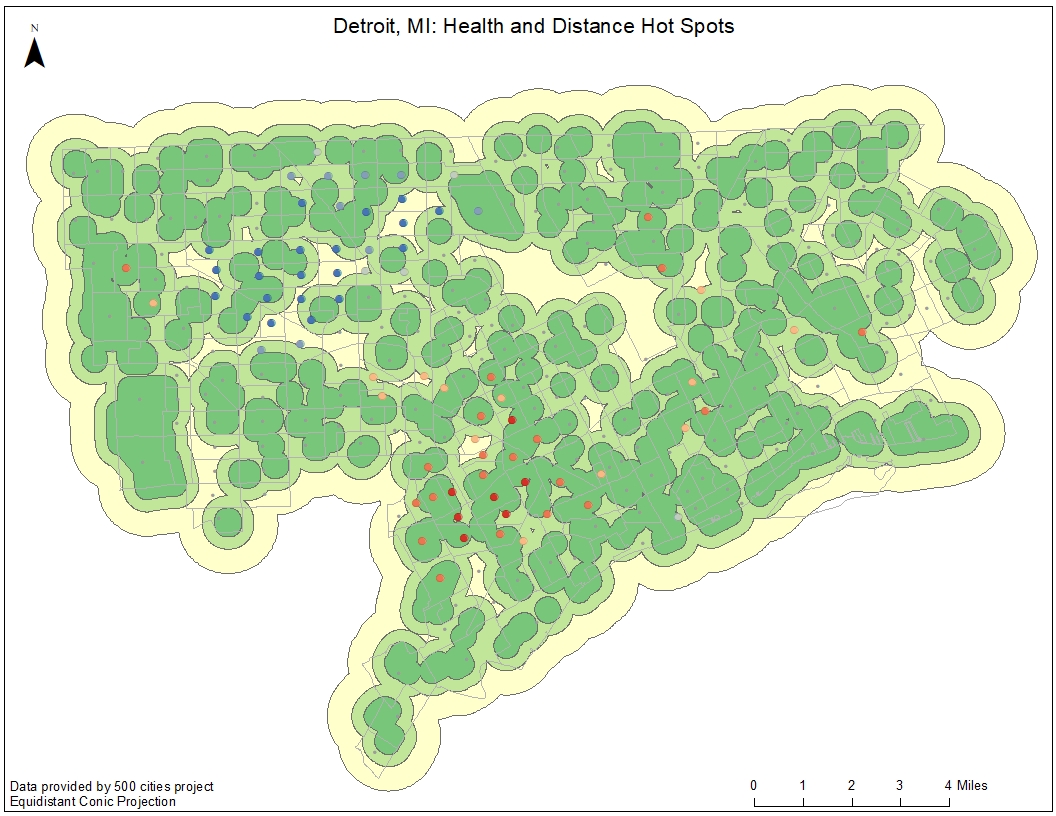 Detroit, MI: Health and Distance Hot Spots
N
0 1 2 3 4 Miles
Data provided by 500 cities project
Equidistant Conic Projection